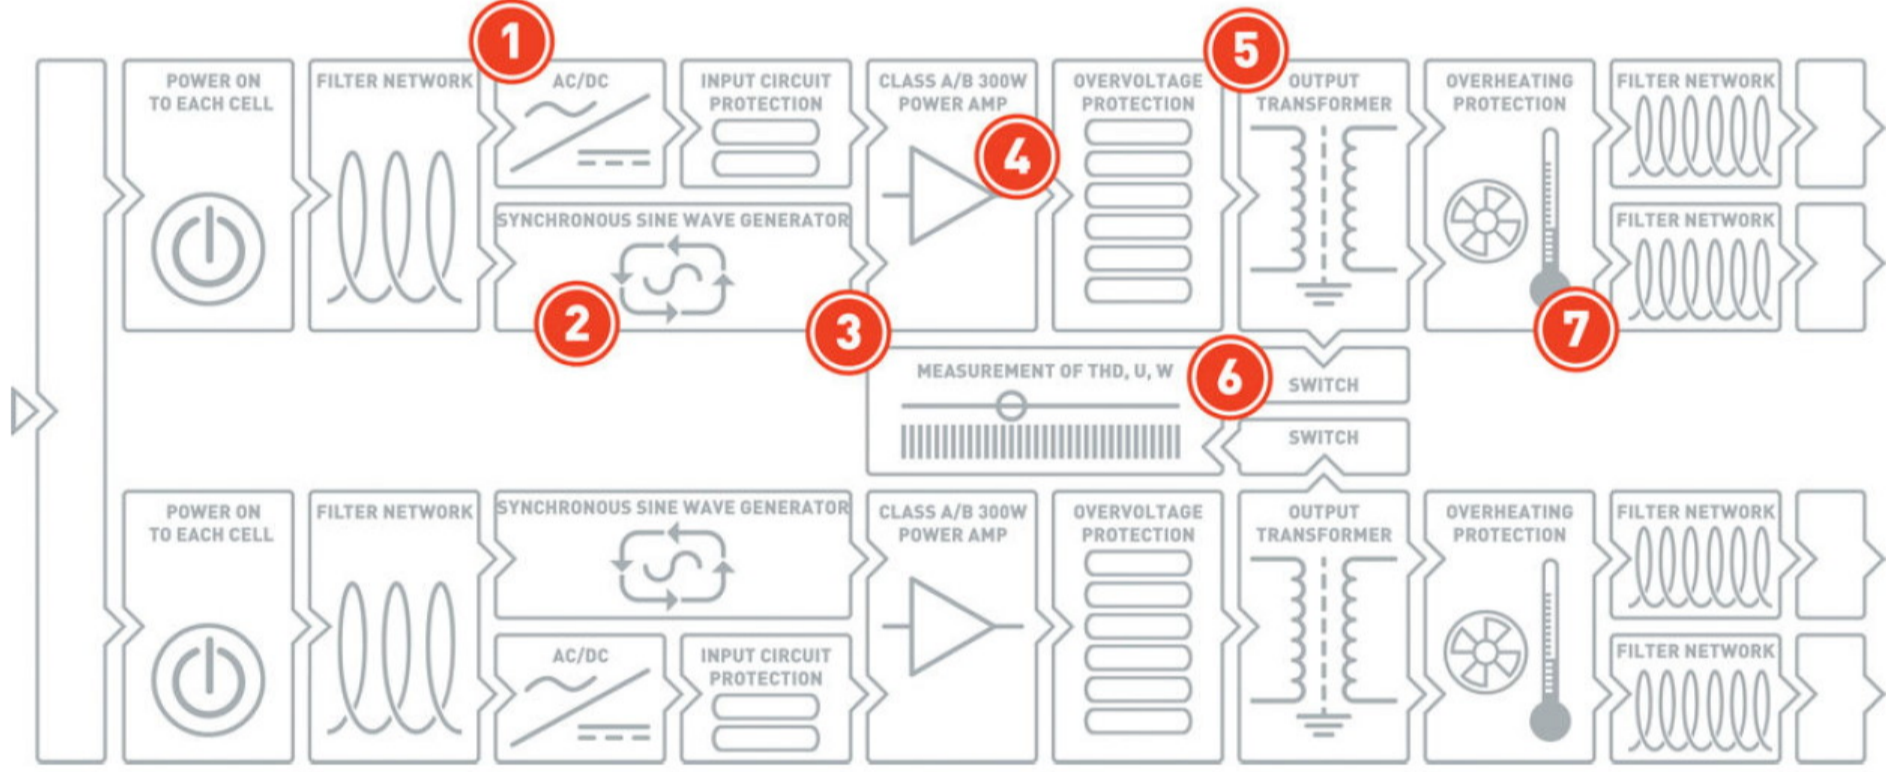 1
5
POWER ON
TO EACH CELL
FILTER NETWORK
AC/DC
INPUT CIRCUIT
PROTECTION
CLASS A/B 300W
POWER AMP
OVERVOLTAGE
PROTECTION
OUTPUT
TRANSFORMER
OVERHEATING
PROTECTION
FILTER NETWORK
4
SYNCHRONOUS SINE WAVE GENERATOR
FILTER NETWORK
2
3
7
MEASUREMENT OF THD, U, W
6
SWITCH
SWITCH
POWER ON
TO EACH CELL
FILTER NETWORK
SYNCHRONOUS SINE WAVE GENERATOR
CLASS A/B 300W
POWER AMP
OVERVOLTAGE
PROTECTION
OUTPUT
TRANSFORMER
OVERHEATING
PROTECTION
FILTER NETWORK
AC/DC
INPUT CIRCUIT
PROTECTION
FILTER NETWORK